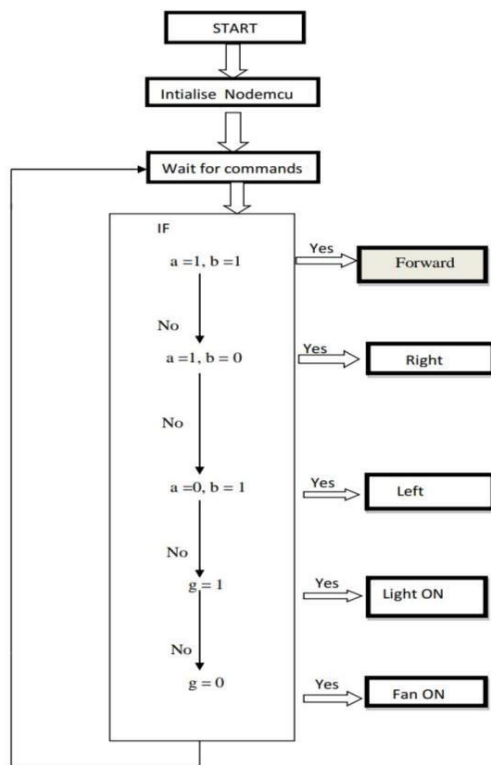 START
Intialise Nodemcu
Wait for commands
IF
a =1, b =1
Yes
Forward
No
a=1, b = 0
Yes
Right
No
a =0, b = 1
Yes
Left
No
g = 1
Yes
Light ON
No
g = 0
Yes
Fan ON